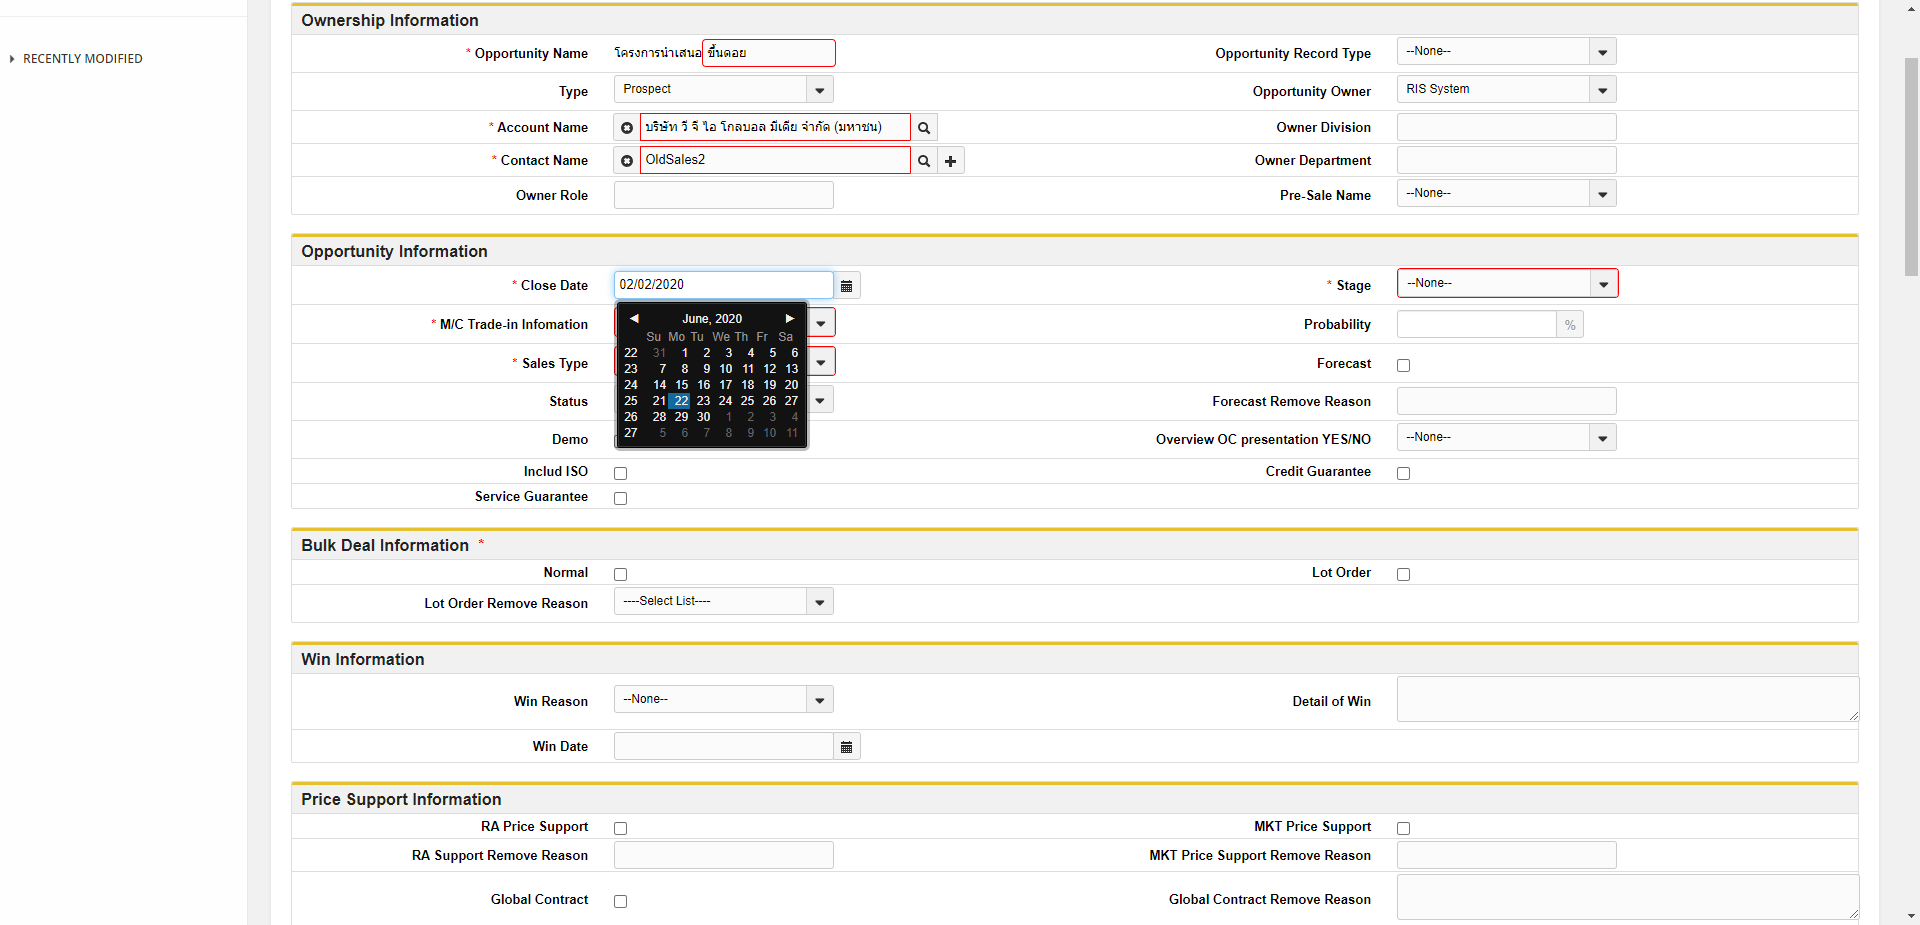 RECENTLY MODIFIED
Ownership Information
* Opportunity Name โครงการนำเสนอ ขึ้นดอย Opportunity Record Type --None--
Type Prospect Opportunity Owner RIS System
* Account Name บริษัท วี จี ไอ โกลบอล มีเดีย จำกัด (มหาชน) Owner Division
* Contact Name OldSales2 Owner Department
Owner Role Pre-Sale Name --None--
Opportunity Information
* Close Date 02/02/2020 * Stage --None--
* M/C Trade-in Infomation Probability %
* Sales Type Forecast
Status Forecast Remove Reason
Demo Overview OC presentation YES/NO --None--
June, 2020
Su Mo Tu We Th Fr Sa
22 31 1 2 3 4 5 6
23 7 8 9 10 11 12 13
24 14 15 16 17 18 19 20
25 21 22 23 24 25 26 27
26 28 29 30 1 2 3 4
27 5 6 7 8 9 10 11
Includ ISO Credit Guarantee
Service Guarantee
Bulk Deal Information *
Normal Lot Order
Lot Order Remove Reason ----Select List----
Win Information
Win Reason --None-- Detail of Win
Win Date
Price Support Information
RA Price Support MKT Price Support
RA Support Remove Reason MKT Price Support Remove Reason
Global Contract Global Contract Remove Reason